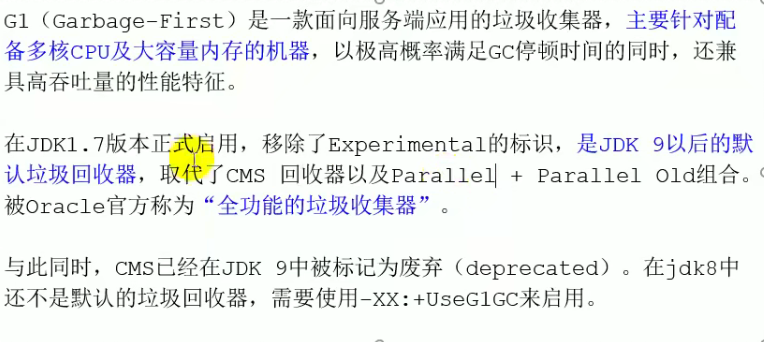 G1（Garbage-First）是一款面向服务端应用的垃圾收集器，主要针对配
备多核CPU及大容量内存的机器，以极高概率满足GC停顿时间的同时，还兼
具高吞吐量的性能特征。
在JDK1.7版本正式启用，移除了Experimental的标识，是JDK 9以后的默
认垃圾回收器，取代了CMS 回收器以及Parallel + Parallel Old组合。
被Oracle官方称为“全功能的垃圾收集器”。
与此同时，CMS已经在JDK 9中被标记为废弃（deprecated）。在jdk8中
还不是默认的垃圾回收器，需要使用-XX:+UseG1GC来启用。